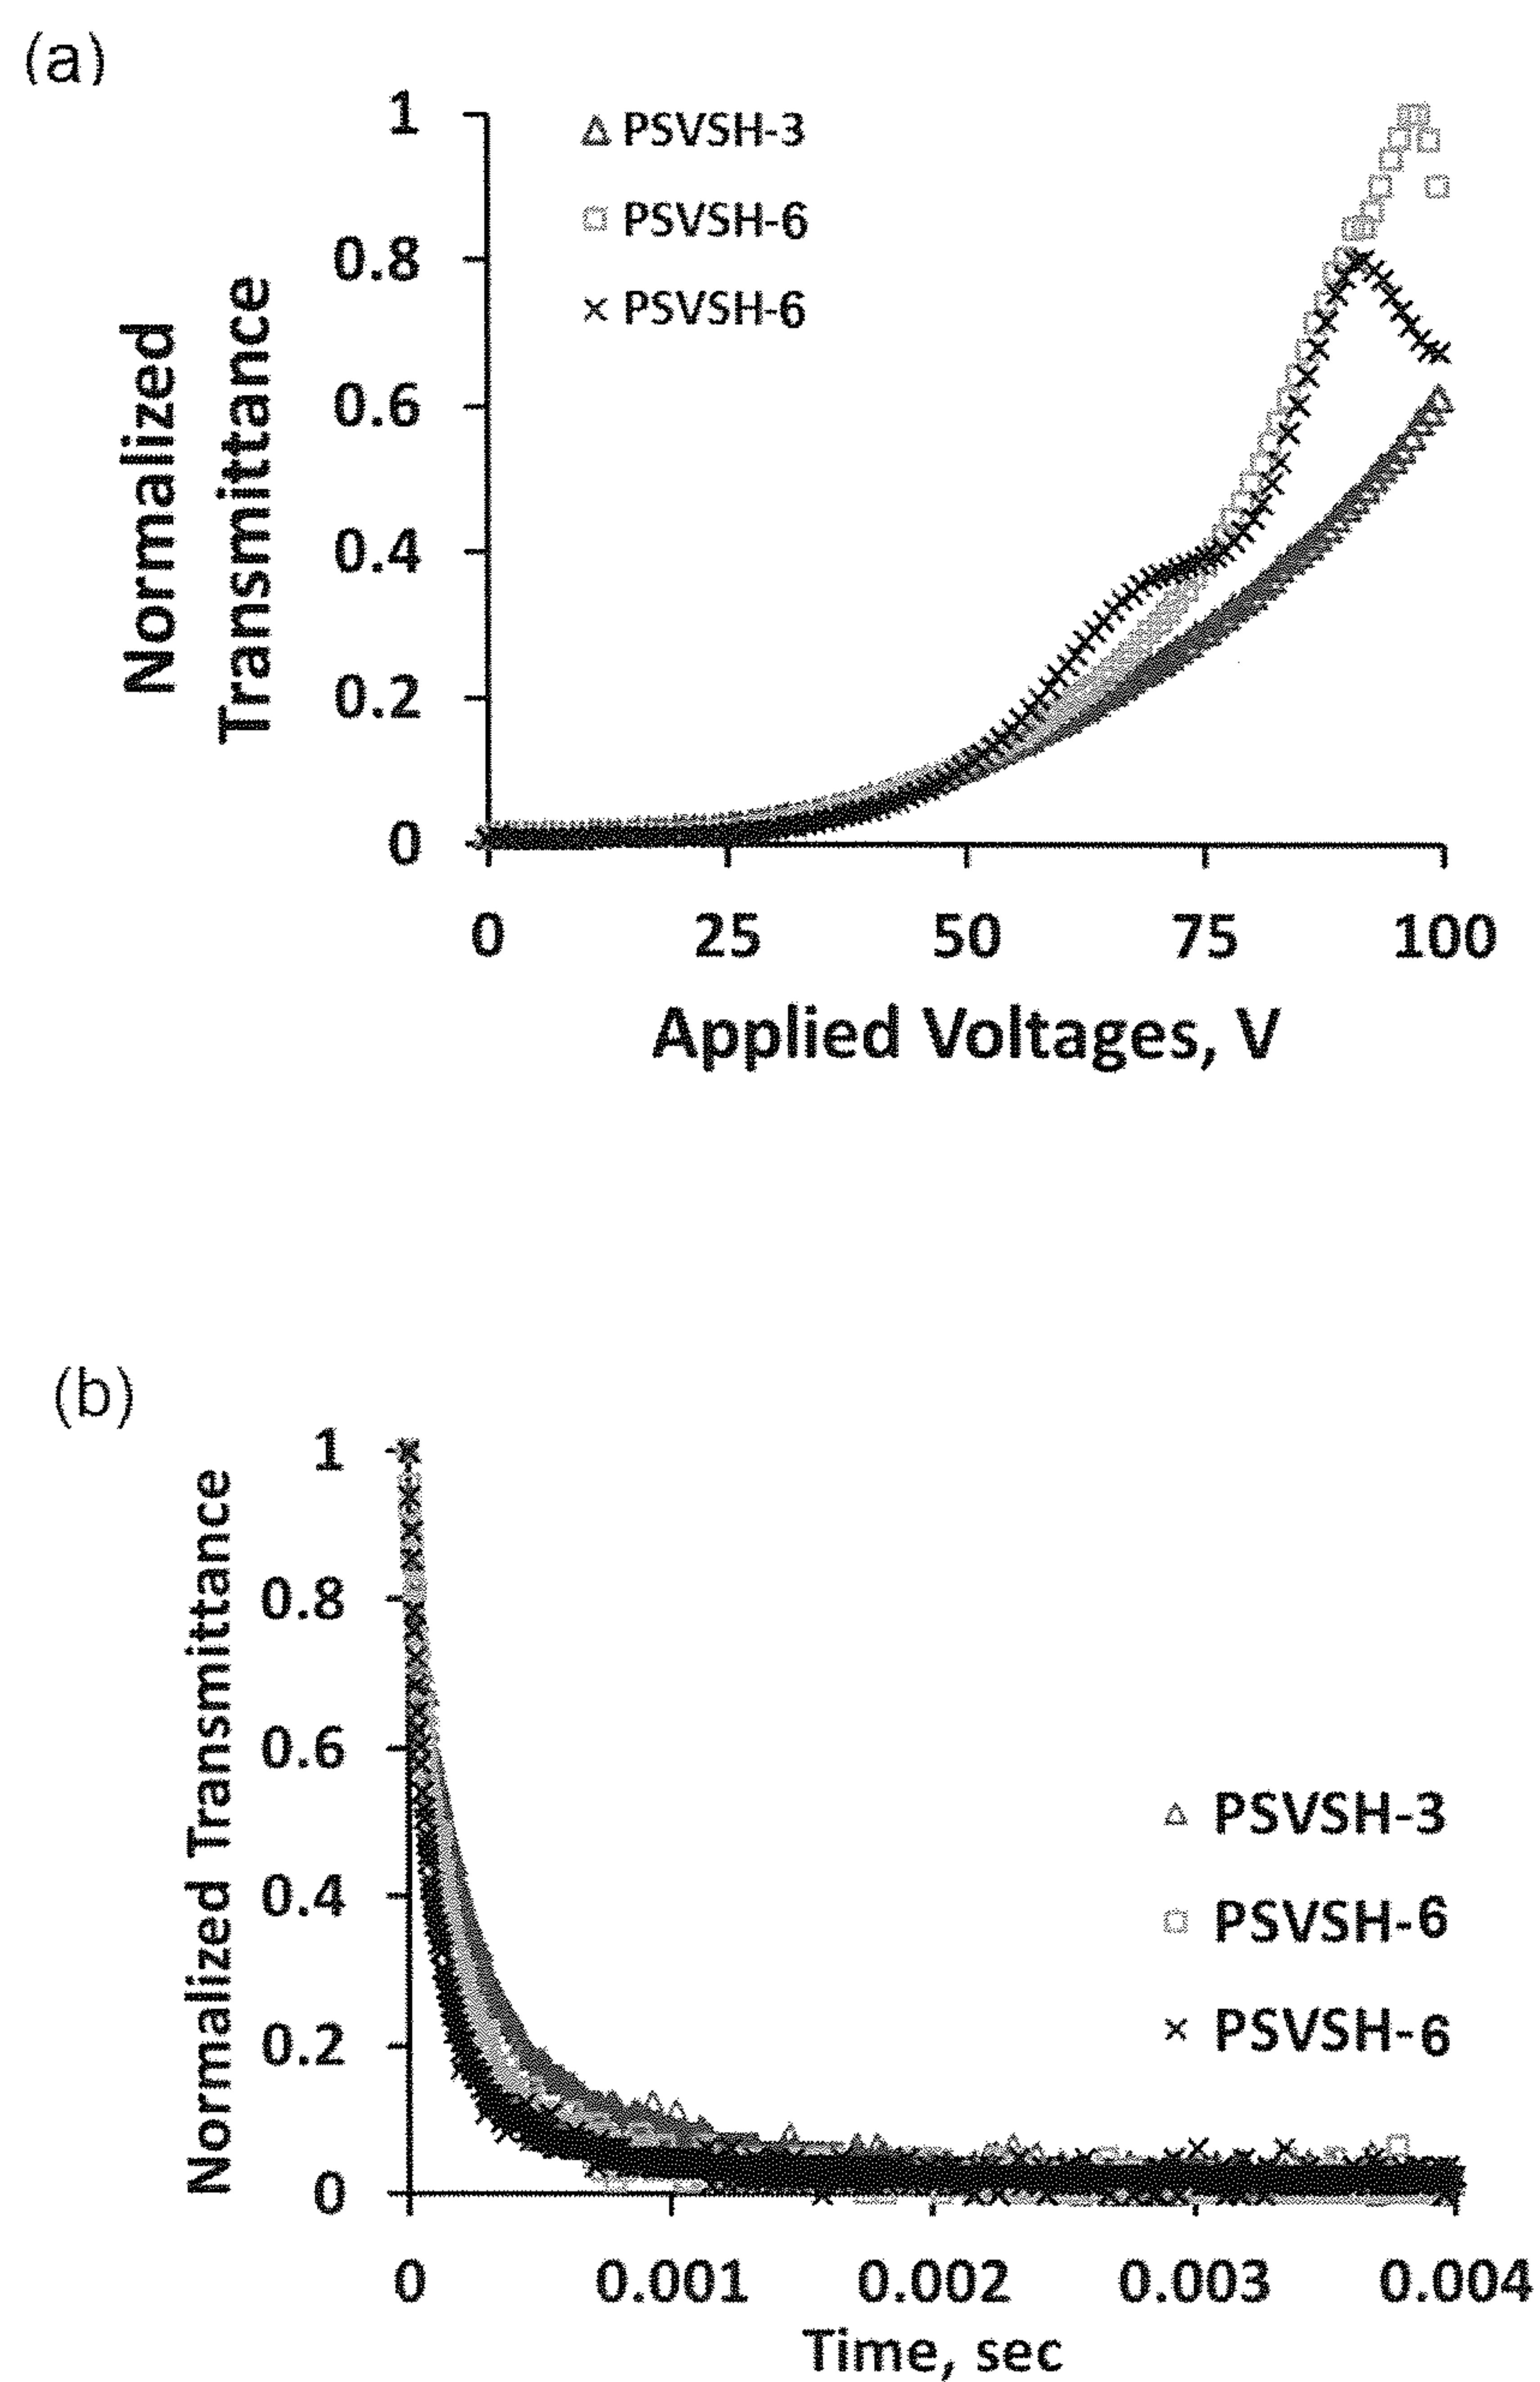 (a)
Normalized
Transmittance
1
0.8
0.6
0.4
0.2
0
PSVSH-3
PSVSH-6
PSVSH-6
0 25 50 75 100
Applied Voltages, V
(b)
Normalized Transmittance
1
0.8
0.6
0.4
0.2
0
PSVSH-3
PSVSH-6
PSVSH-6
0 0.001 0.002 0.003 0.004
Time, sec